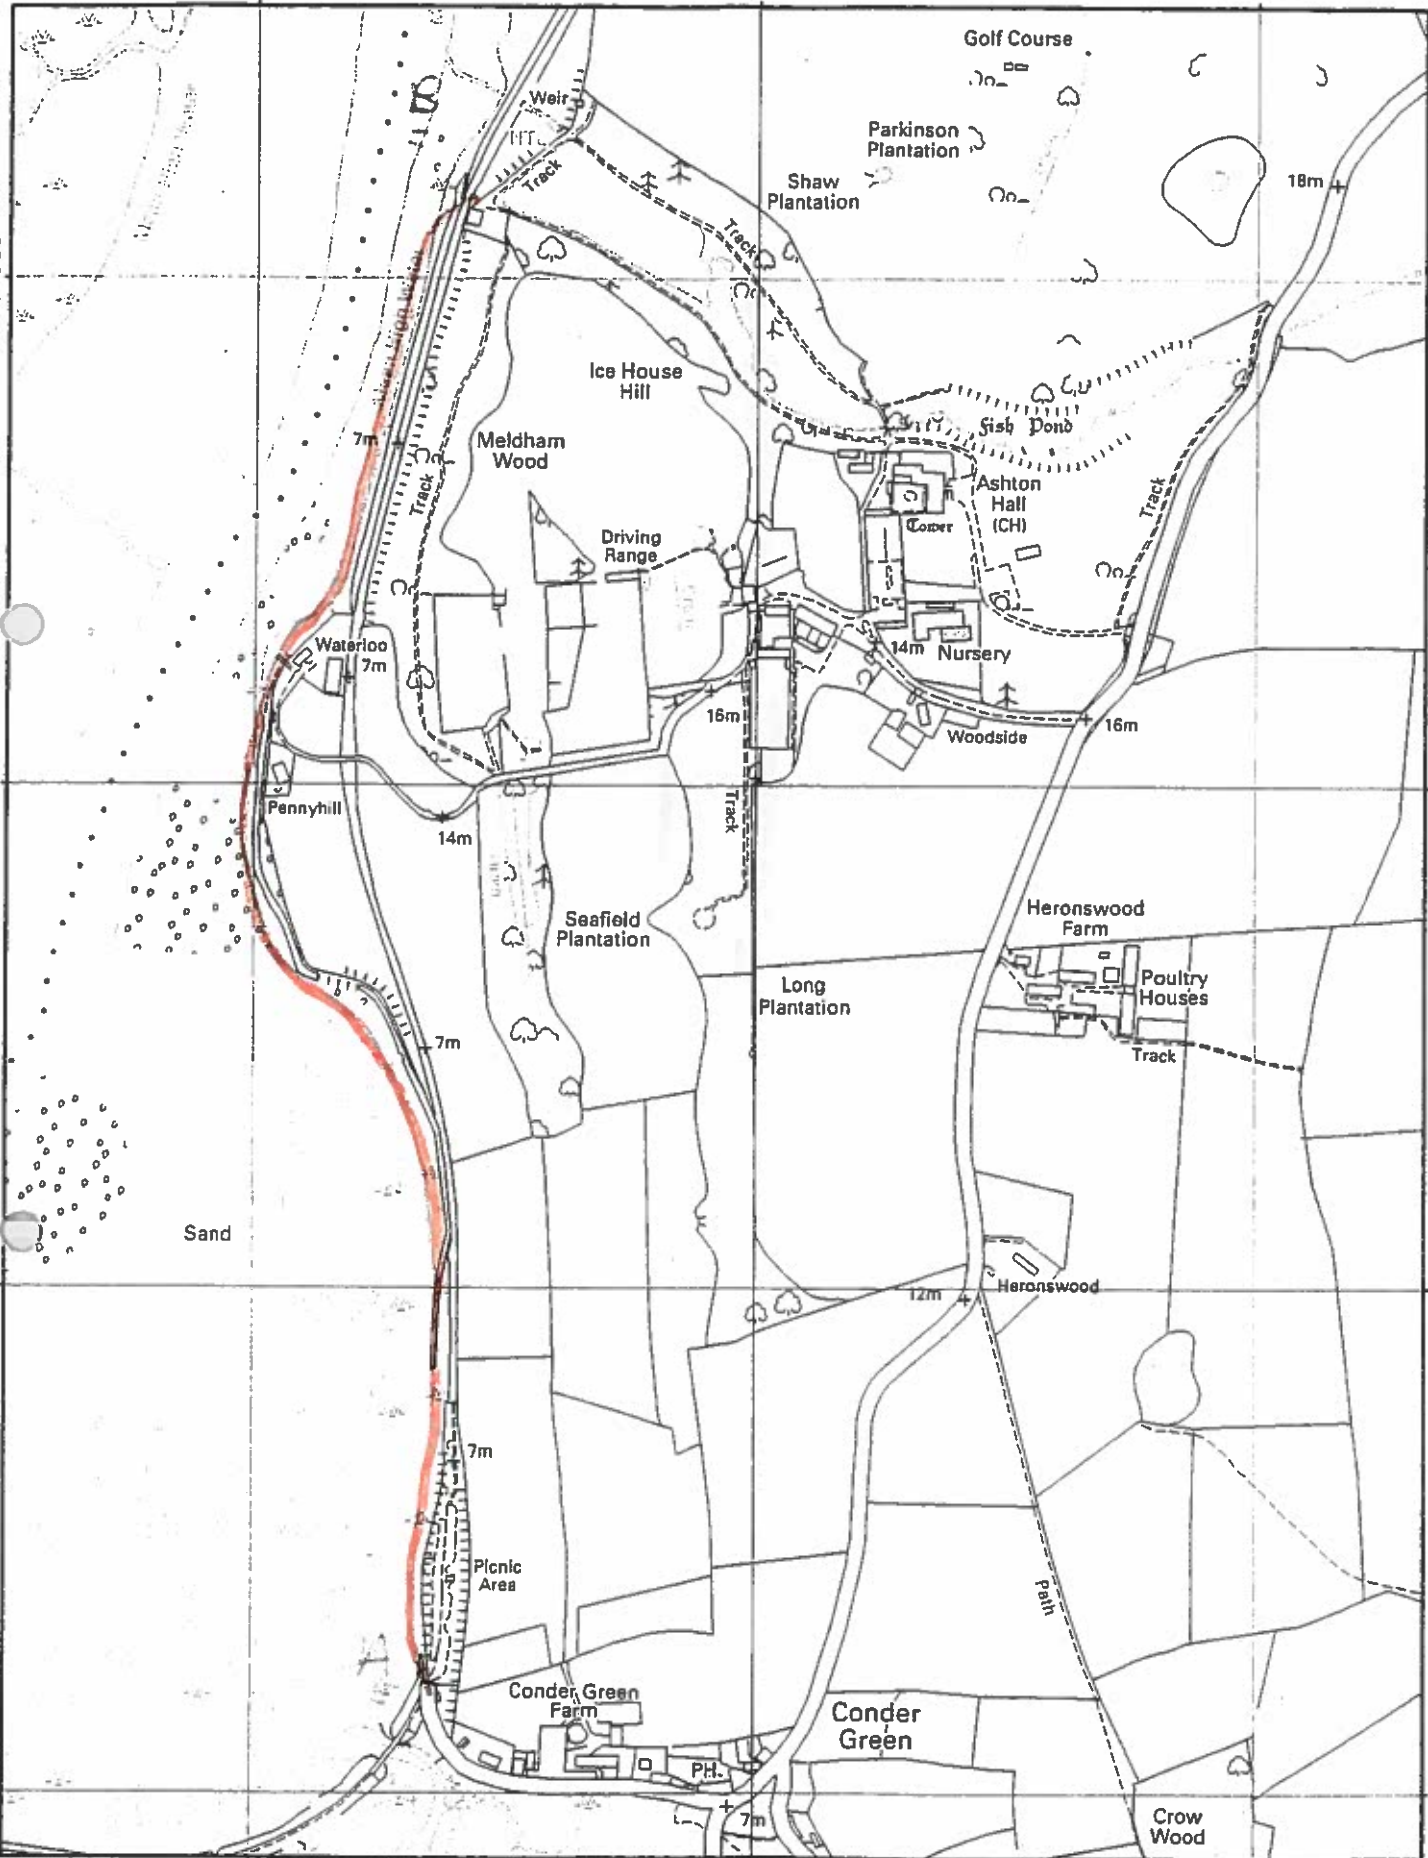 Golf Course
Weir
Track
Parkinson
Plantation
Shaw
Plantation
18m
Track
Ice House
Hill
Fish Pond
7m
Meldham
Wood
Track
Ashton
Hall
(CH)
Tower
Track
Driving
Range
Waterloo
7m
14m
Nursery
16m
Woodside
16m
Pennyhill
14m
Track
Seafield
Plantation
Heronswood
Farm
Long
Plantation
Poultry
Houses
Track
7m
Sand
12m
Heronswood
7m
Picnic
Area
Path
Conder Green
Farm
Conder
Green
PH
7m
Crow
Wood